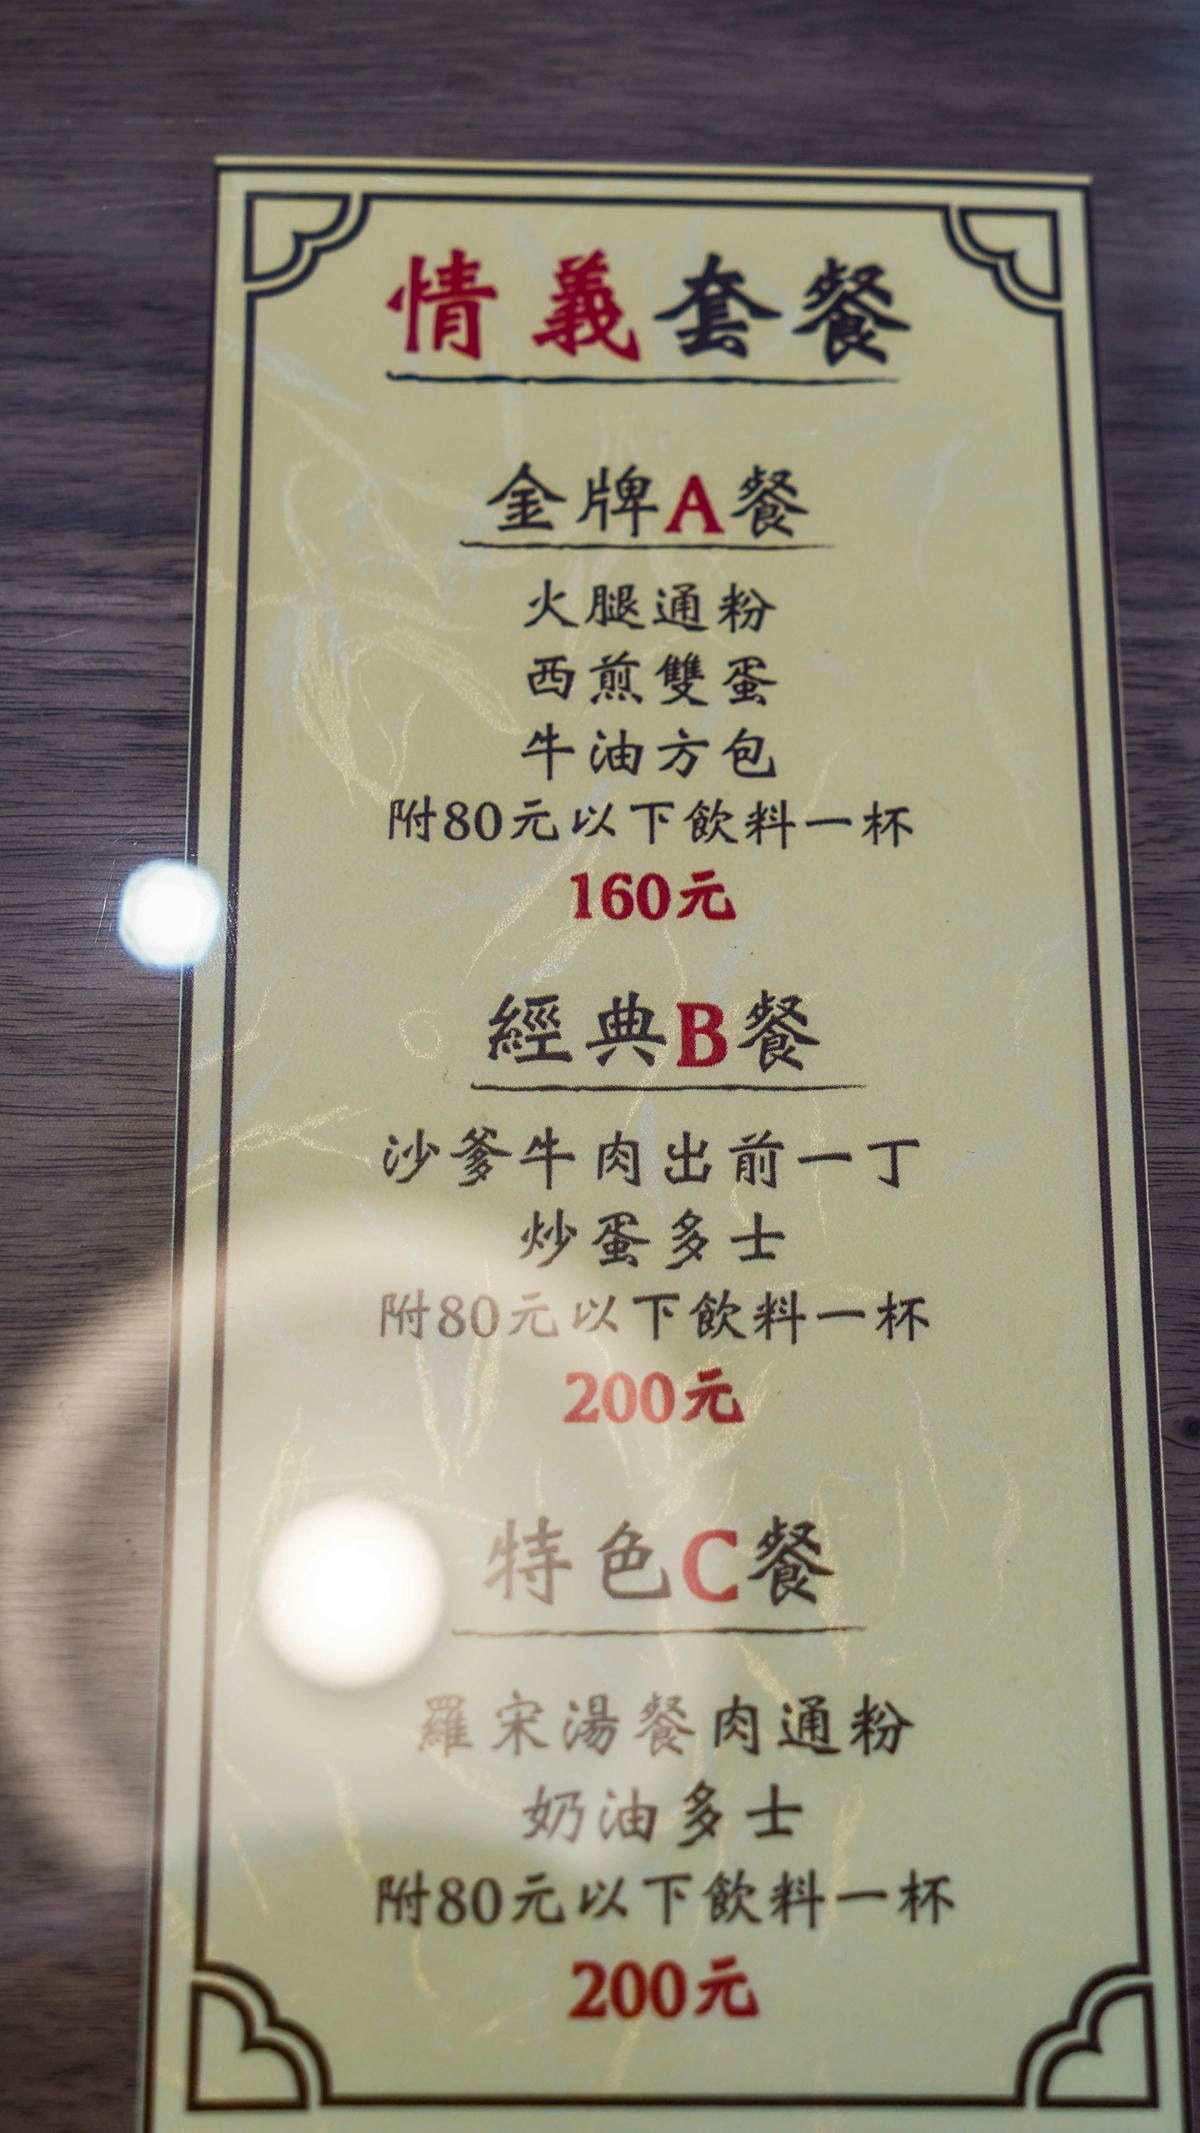 情義套餐
金牌A餐
火腿通粉
西煎雙蛋
牛油方包
附80元以下飲料一杯
160元
經典B餐
沙爹牛肉出前一丁
炒蛋多士
附80元以下飲料一杯
200元
特色C餐
羅宋湯餐肉通粉
奶油多士
附80元以下飲料一杯
200元